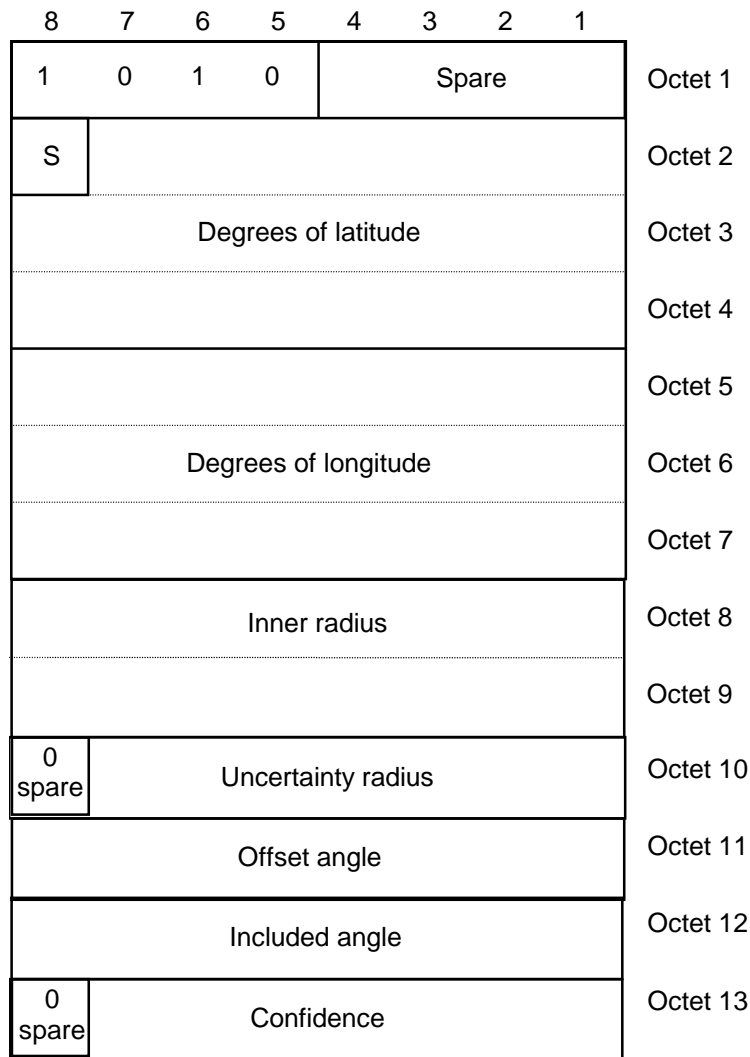 8 7 6 5 4 3 2 1
1 0 1 0 Spare Octet 1
S Octet 2
Degrees of latitude Octet 3
Octet 4
Octet 5
Degrees of longitude Octet 6
Octet 7
Inner radius Octet 8
Octet 9
0
spare Uncertainty radius Octet 10
Offset angle Octet 11
Included angle Octet 12
0
spare Confidence Octet 13